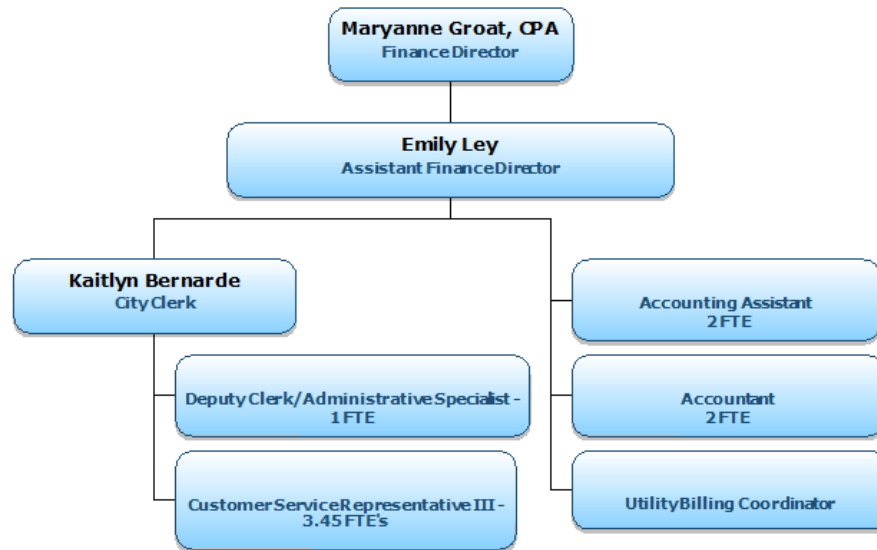 Maryanne Groat, CPA
Finance Director
Emily Ley
Assistant Finance Director
Kaitlyn Bernarde
City Clerk
Deputy Clerk/Administrative Specialist -
1 FTE
Customer Service Representative III -
3.45 FTE's
Accounting Assistant
2 FTE
Accountant
2 FTE
Utility Billing Coordinator